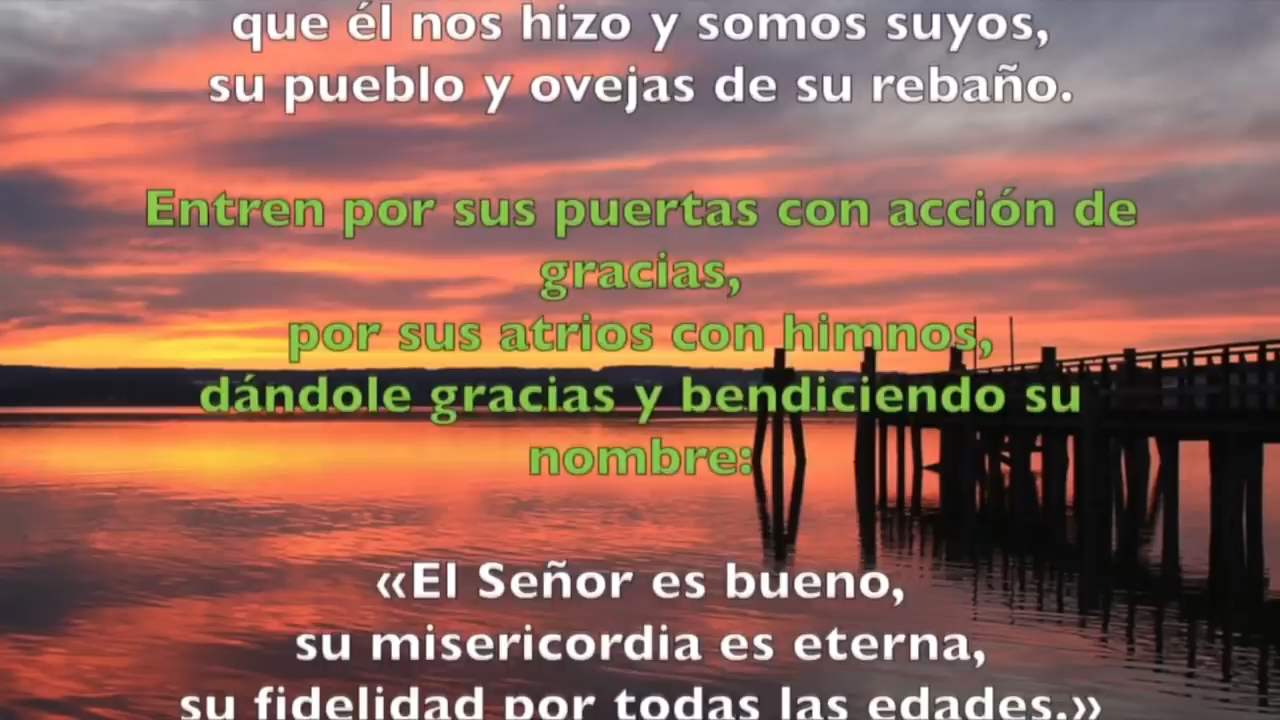 que él nos hizo y somos suyos,
su pueblo y ovejas de su rebaño.
Entren por sus puertas con acción de
gracias,
por sus atrios con himnos,
dándole gracias y bendiciendo su
nombre:
«El Señor es bueno,
su misericordia es eterna,
su fidelidad por todas las edades.»